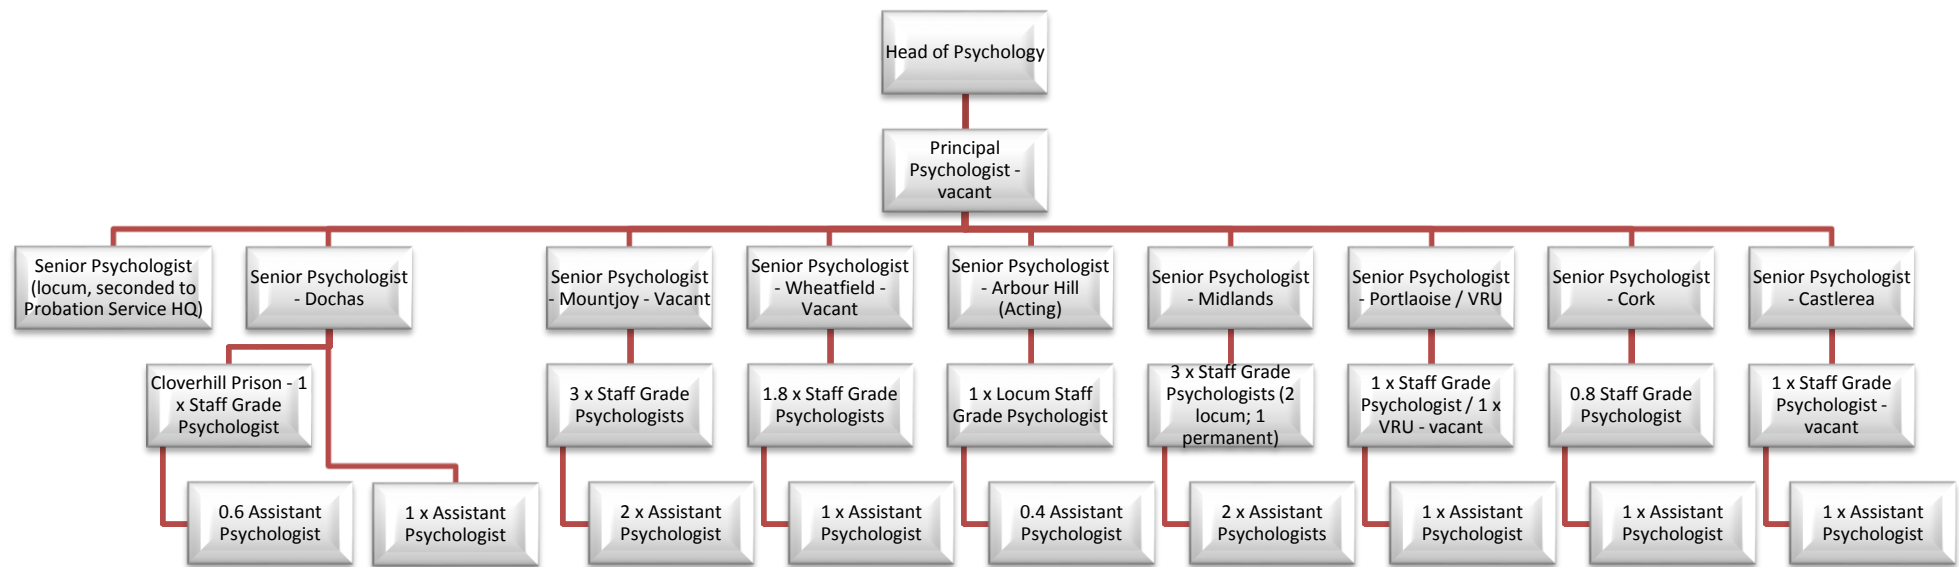 Head of Psychology
Principal
Psychologist -
vacant
Senior Psychologist
(locum, seconded to
Probation Service HQ)
Senior Psychologist
- Dochas
Senior Psychologist
- Mountjoy - Vacant
Senior Psychologist
- Wheatfield -
Vacant
Senior Psychologist
- Arbour Hill
(Acting)
Senior Psychologist
- Midlands
Senior Psychologist
- Portlaoise / VRU
Senior Psychologist
- Cork
Senior Psychologist
- Castlerea
Cloverhill Prison - 1
x Staff Grade
Psychologist
3 x Staff Grade
Psychologists
1.8 x Staff Grade
Psychologists
1 x Locum Staff
Grade Psychologist
3 x Staff Grade
Psychologists (2
locum; 1
permanent)
1 x Staff Grade
Psychologist / 1 x
VRU - vacant
0.8 Staff Grade
Psychologist
1 x Staff Grade
Psychologist -
vacant
0.6 Assistant
Psychologist
1 x Assistant
Psychologist
2 x Assistant
Psychologist
1 x Assistant
Psychologist
0.4 Assistant
Psychologist
2 x Assistant
Psychologists
1 x Assistant
Psychologist
1 x Assistant
Psychologist
1 x Assistant
Psychologist